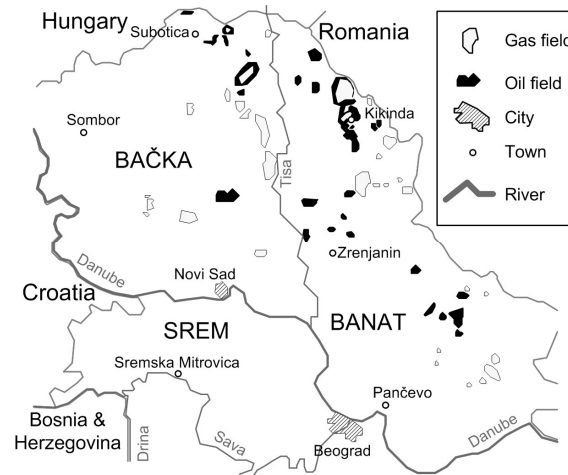 Hungary
Romania
Subotica
Gas field
Oil field
City
Town
River
Kikinda
Sombor
BAČKA
Tisa
Zrenjanin
Danube
Novi Sad
Croatia
SREM
BANAT
Sremska Mitrovica
Pančevo
Bosnia &
Herzegovina
Drina
Sava
Beograd
Danube